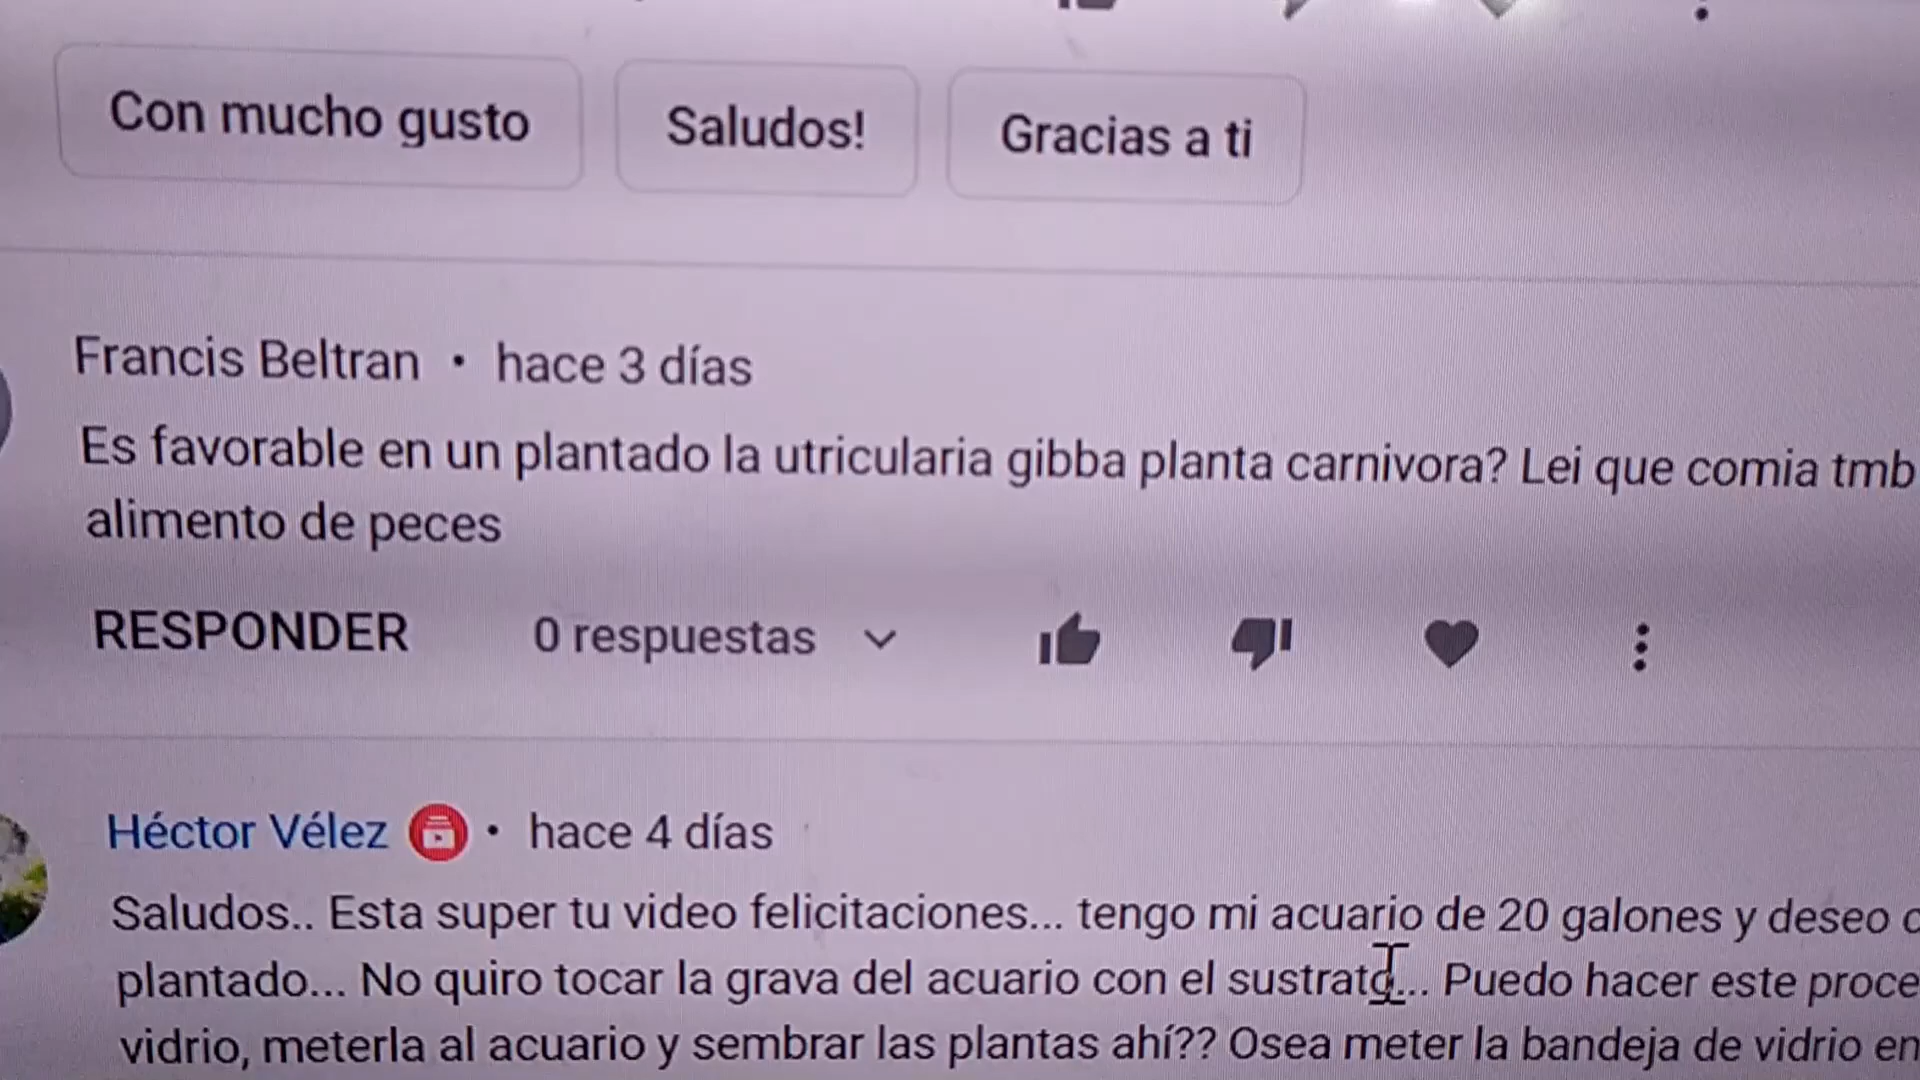 Con mucho gusto
Saludos!
Gracias a ti
Francis Beltran • hace 3 días
Es favorable en un plantado la utricularia gibba planta carnivora? Lei que comia tmb
alimento de peces
RESPONDER
0 respuestas
Héctor Vélez • hace 4 días
Saludos.. Esta super tu video felicitaciones... tengo mi acuario de 20 galones y deseo
plantado... No quiro tocar la grava del acuario con el sustrato... Puedo hacer este proce
vidrio, meterla al acuario y sembrar las plantas ahí?? Osea meter la bandeja de vidrio en